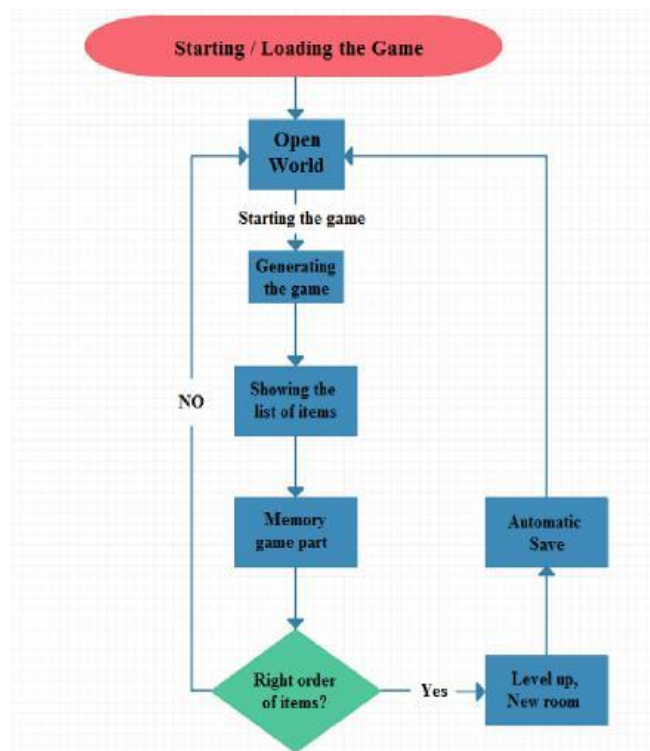 Starting / Loading the Game
Open
World
Starting the game
Generating
the game
Showing the
list of items
NO
Memory
game part
Automatic
Save
Right order
of items?
Yes
Level up,
New room